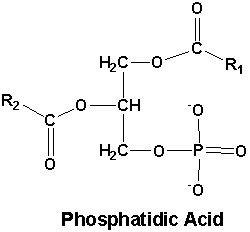 O
H₂C O C R₁
R₂ C O CH
O
⁻O
H₂C O P O
⁻O
Phosphatidic Acid